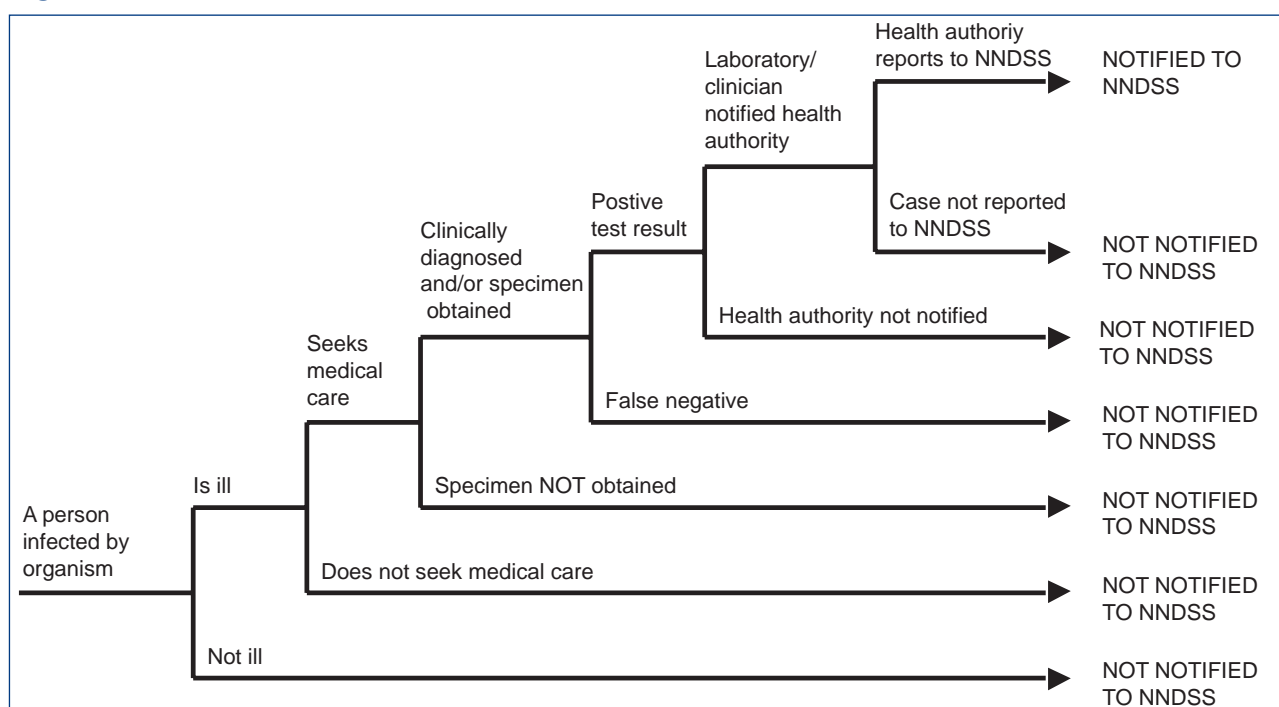 Health authoriy
reports to NNDSS
NOTIFIED TO
NNDSS
Laboratory/
clinician
notified health
authority
Case not reported
to NNDSS
NOT NOTIFIED
TO NNDSS
Postive
test result
Health authority not notified
NOT NOTIFIED
TO NNDSS
Clinically
diagnosed
and/or specimen
obtained
False negative
NOT NOTIFIED
TO NNDSS
Seeks
medical
care
Specimen NOT obtained
NOT NOTIFIED
TO NNDSS
Is ill
A person
infected by
organism
Does not seek medical care
NOT NOTIFIED
TO NNDSS
Not ill
NOT NOTIFIED
TO NNDSS